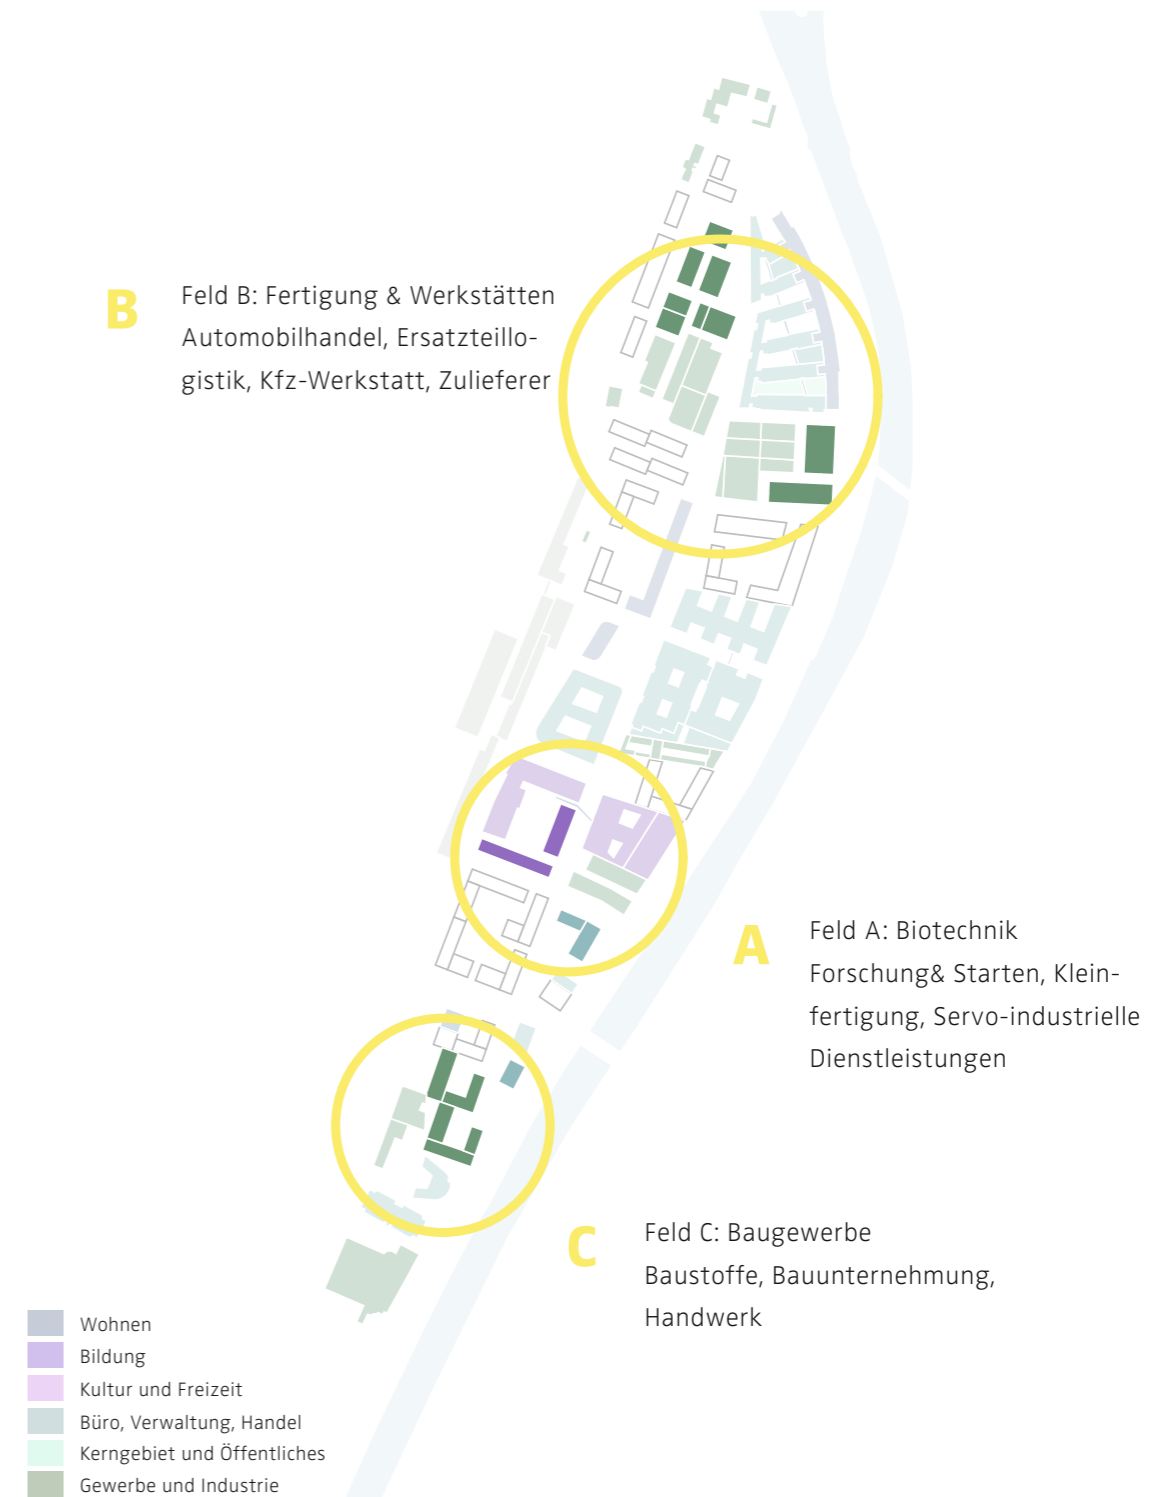 B
Feld B: Fertigung & Werkstätten
Automobilhandel, Ersatzteillo-
gistik, Kfz-Werkstatt, Zulieferer
A
Feld A: Biotechnik
Forschung& Starten, Klein-
fertigung, Servo-industrielle
Dienstleistungen
C
Feld C: Baugewerbe
Baustoffe, Bauunternehmung,
Handwerk
Wohnen
Bildung
Kultur und Freizeit
Büro, Verwaltung, Handel
Kerngebiet und Öffentliches
Gewerbe und Industrie